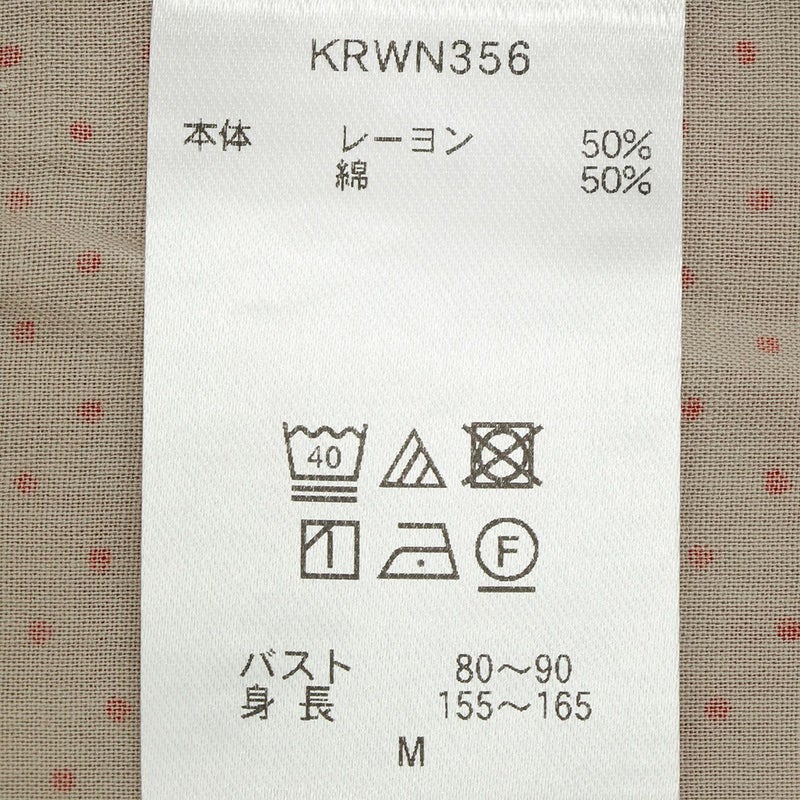 KRWN356
本体 レーヨン 50%
綿 50%
40
F
バスト 80～90
身長 155～165
M